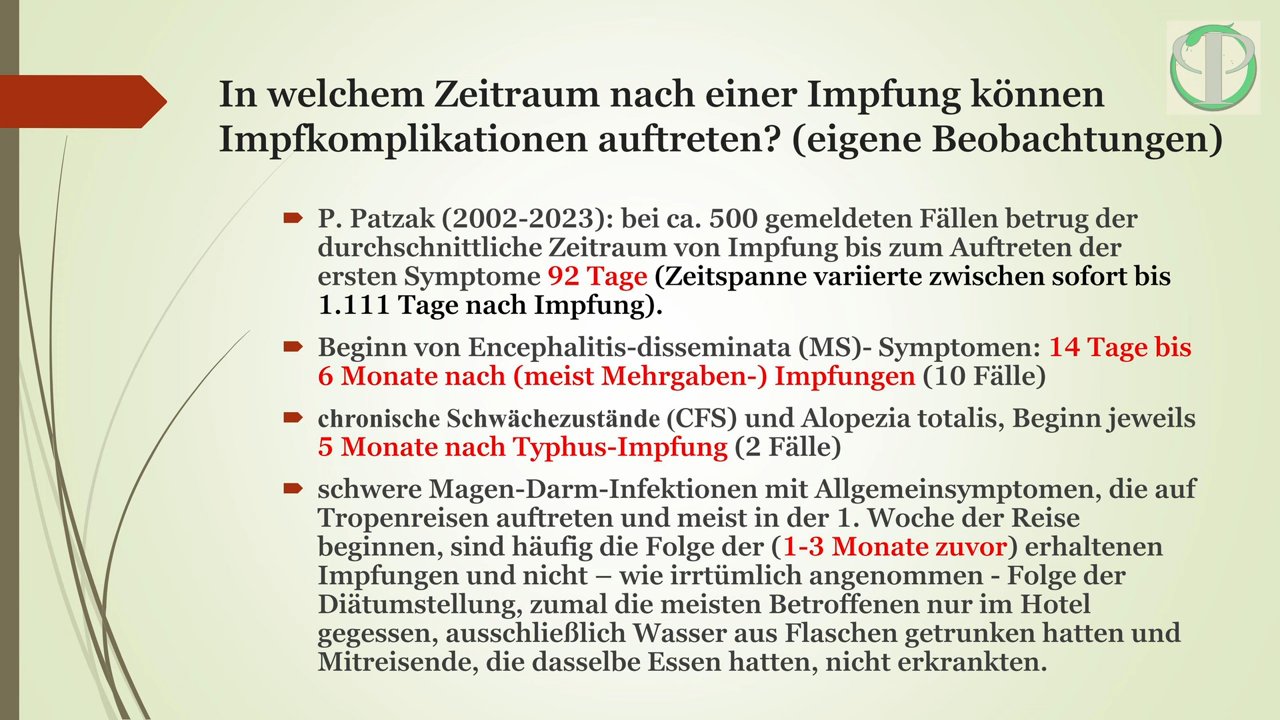 In welchem Zeitraum nach einer Impfung können
Impfkomplikationen auftreten? (eigene Beobachtungen)
P. Patzak (2002-2023): bei ca. 500 gemeldeten Fällen betrug der
durchschnittliche Zeitraum von Impfung bis zum Auftreten der
ersten Symptome 92 Tage (Zeitspanne variierte zwischen sofort bis
1.111 Tage nach Impfung).
Beginn von Encephalitis-disseminata (MS)- Symptomen: 14 Tage bis
6 Monate nach (meist Mehrgaben-) Impfungen (10 Fälle)
chronische Schwächezustände (CFS) und Alopezia totalis, Beginn jeweils
5 Monate nach Typhus-Impfung (2 Fälle)
schwere Magen-Darm-Infektionen mit Allgemeinsymptomen, die auf
Tropenreisen auftreten und meist in der 1. Woche der Reise
beginnen, sind häufig die Folge der (1-3 Monate zuvor) erhaltenen
Impfungen und nicht – wie irrtümlich angenommen - Folge der
Diätumstellung, zumal die meisten Betroffenen nur im Hotel
gegessen, ausschließlich Wasser aus Flaschen getrunken hatten und
Mitreisende, die dasselbe Essen hatten, nicht erkrankten.